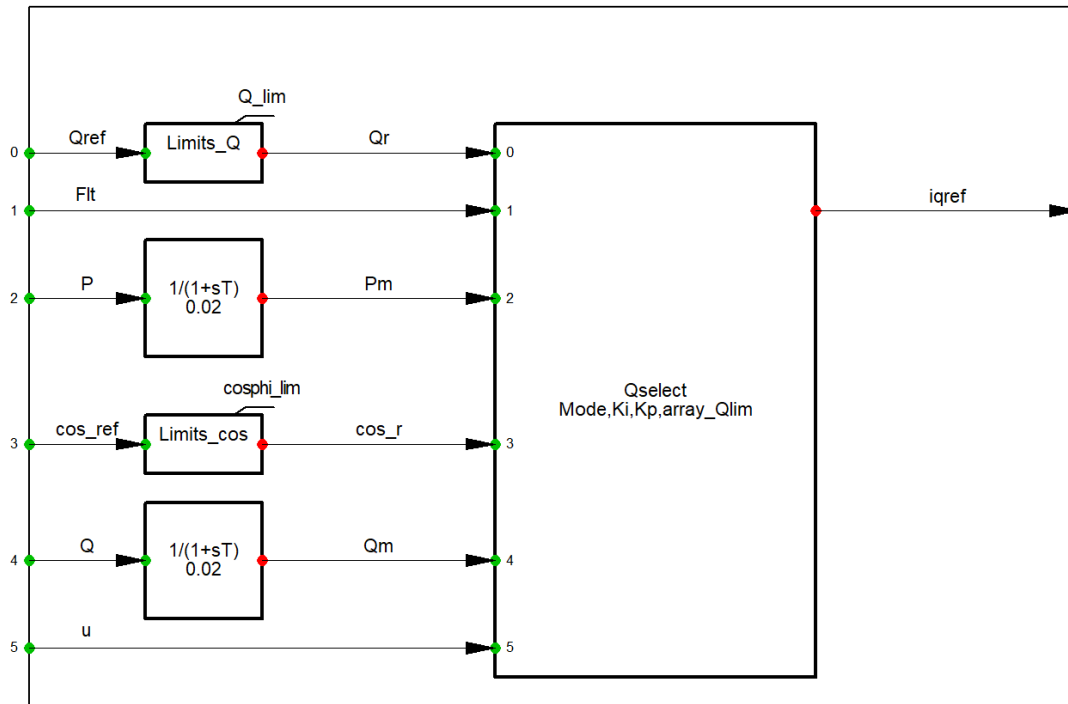 Q_lim
0 Qref Limits_Q Qr 0
1 Flt 1 iqref
2 P 1/(1+sT) Pm 2
0.02
cosphi_lim
Qselect
Mode,Ki,Kp,array_Qlim
3 cos_ref Limits_cos cos_r 3
4 Q 1/(1+sT) Qm 4
0.02
5 u 5